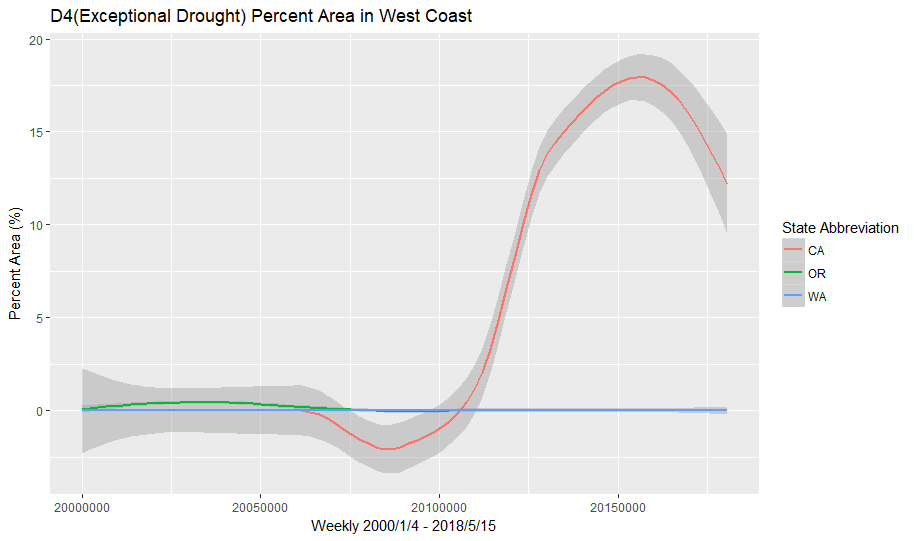 D4(Exceptional Drought) Percent Area in West Coast
20
15
10
5
0
Percent Area (%)
20000000 20050000 20100000 20150000
Weekly 2000/1/4 - 2018/5/15
State Abbreviation
CA
OR
WA